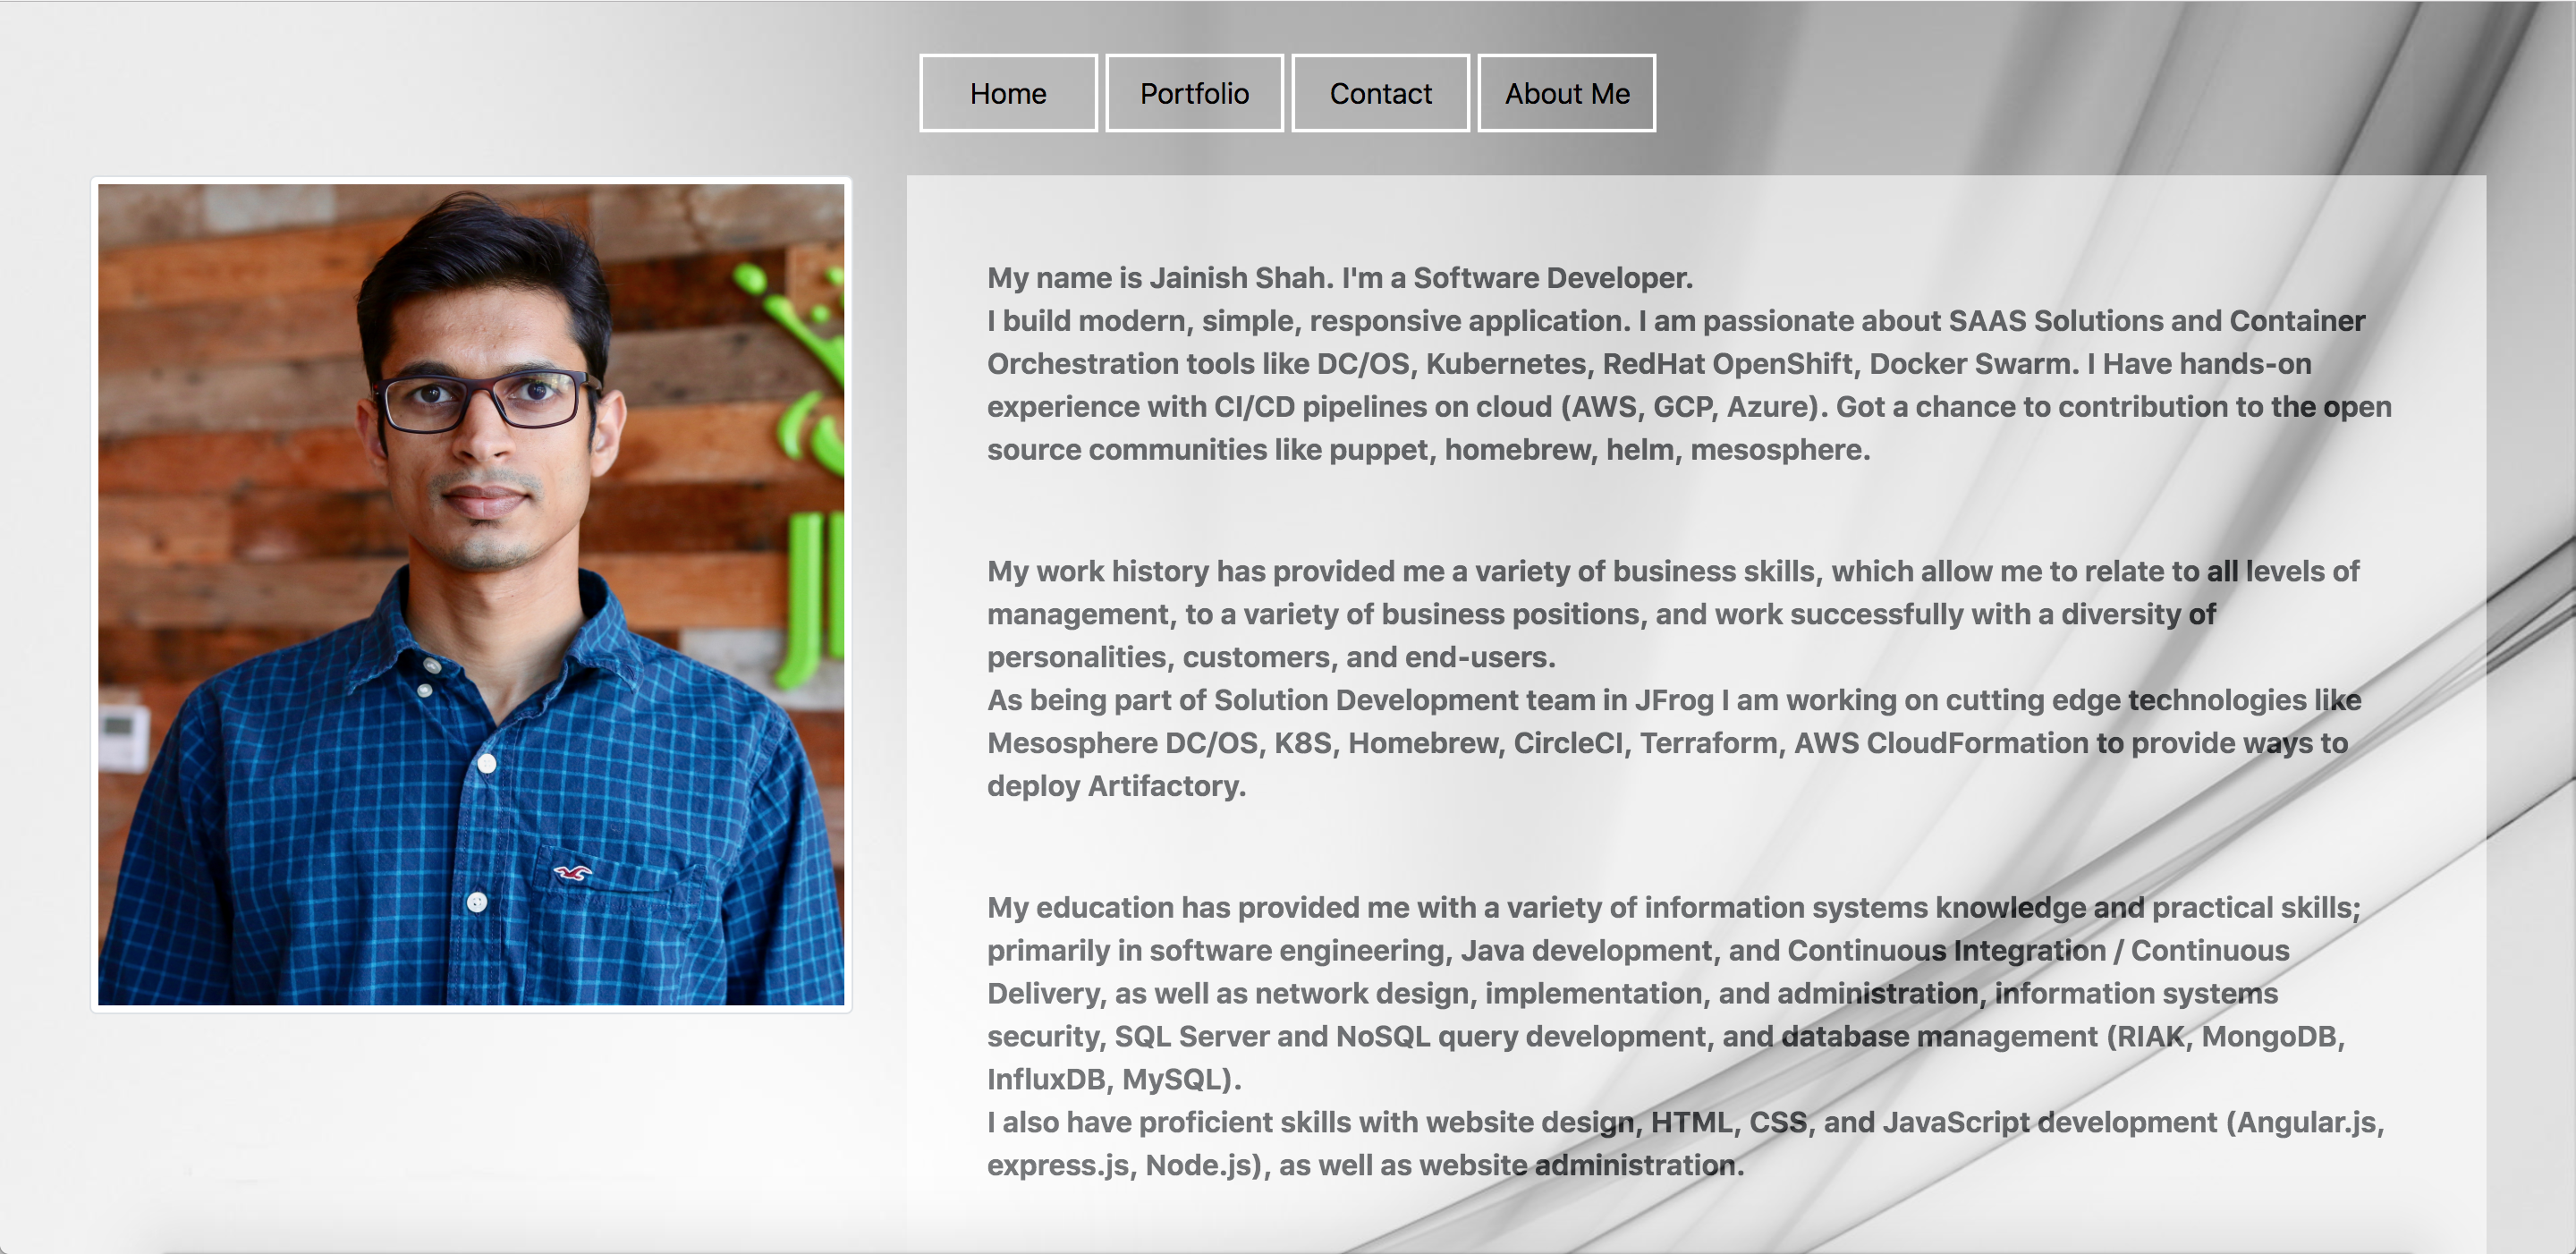 Home Portfolio Contact About Me
My name is Jainish Shah. I'm a Software Developer.
I build modern, simple, responsive application. I am passionate about SAAS Solutions and Container
Orchestration tools like DC/OS, Kubernetes, RedHat OpenShift, Docker Swarm. I Have hands-on
experience with CI/CD pipelines on cloud (AWS, GCP, Azure). Got a chance to contribution to the open
source communities like puppet, homebrew, helm, mesosphere.
My work history has provided me a variety of business skills, which allow me to relate to all levels of
management, to a variety of business positions, and work successfully with a diversity of
personalities, customers, and end-users.
As being part of Solution Development team in JFrog I am working on cutting edge technologies like
Mesosphere DC/OS, K8S, Homebrew, CircleCI, Terraform, AWS CloudFormation to provide ways to
deploy Artifactory.
My education has provided me with a variety of information systems knowledge and practical skills;
primarily in software engineering, Java development, and Continuous Integration / Continuous
Delivery, as well as network design, implementation, and administration, information systems
security, SQL Server and NoSQL query development, and database management (RIAK, MongoDB,
InfluxDB, MySQL).
I also have proficient skills with website design, HTML, CSS, and JavaScript development (Angular.js,
express.js, Node.js), as well as website administration.